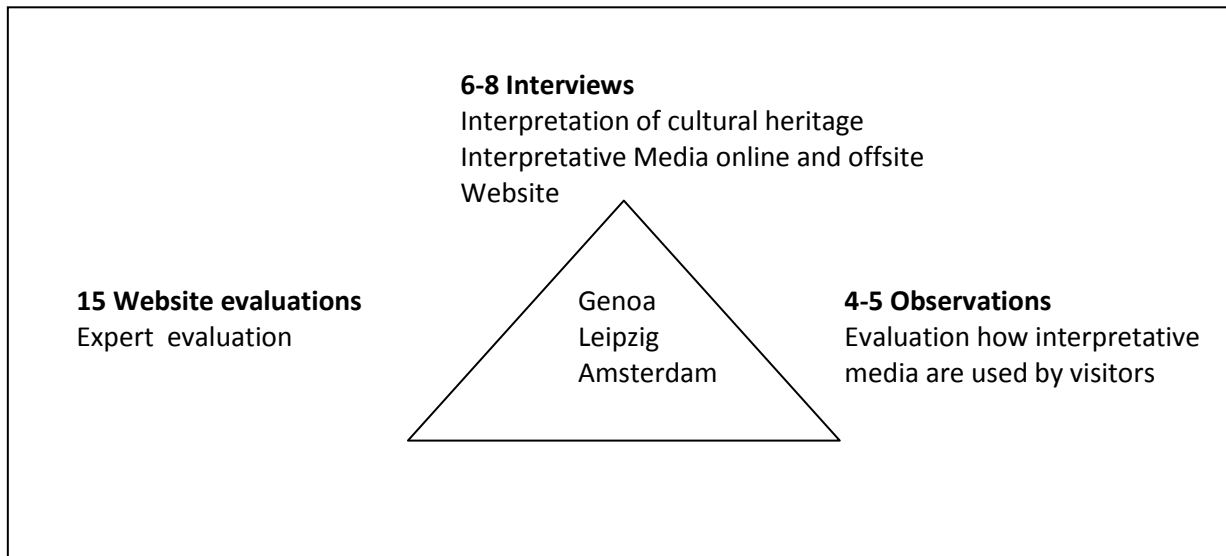 6-8 Interviews
Interpretation of cultural heritage
Interpretative Media online and offsite
Website
15 Website evaluations
Expert  evaluation
Genoa
Leipzig
Amsterdam
4-5 Observations
Evaluation how interpretative
media are used by visitors